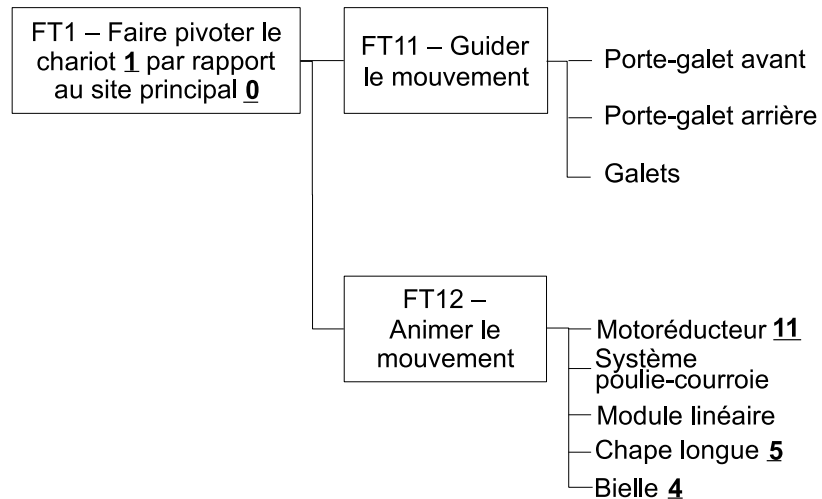 FT1 – Faire pivoter le
chariot 1 par rapport
au site principal 0
FT11 – Guider
le mouvement
Porte-galet avant
Porte-galet arrière
Galets
FT12 –
Animer le
mouvement
Motoréducteur 11
Système
poulie-courroie
Module linéaire
Chape longue 5
Bielle 4